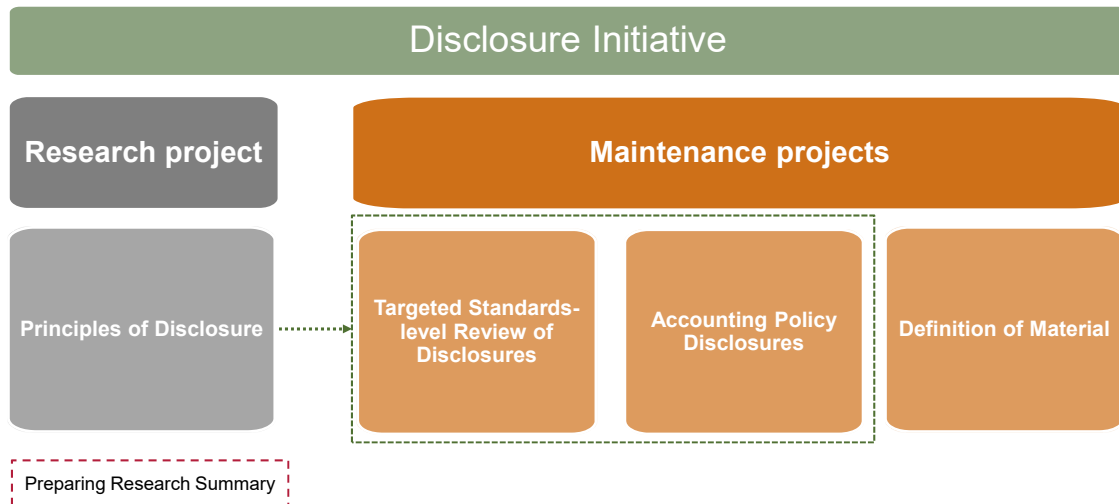 Disclosure Initiative
Research project
Maintenance projects
Principles of Disclosure
Targeted Standards-
level Review of
Disclosures
Accounting Policy
Disclosures
Definition of Material
Preparing Research Summary